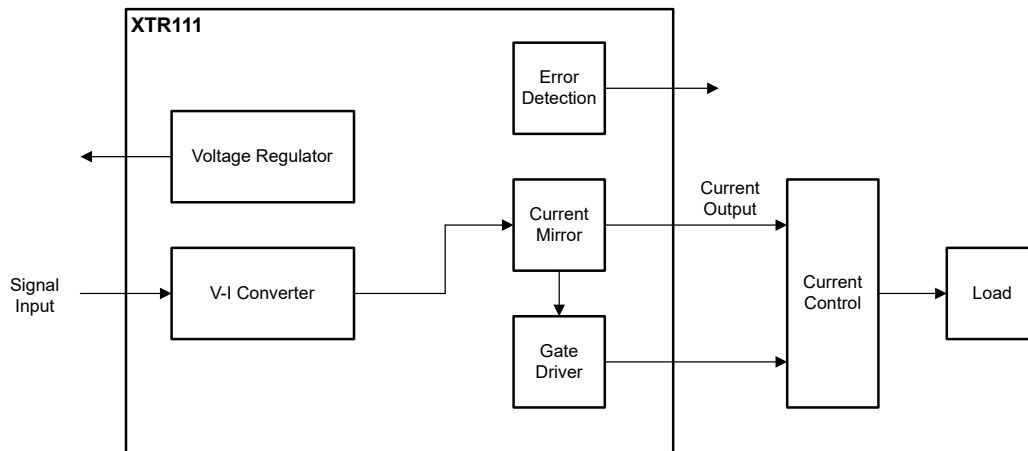 XTR111
Error
Detection
Voltage Regulator
Current
Mirror
Current
Output
Signal
Input
V-I Converter
Current
Control
Load
Gate
Driver